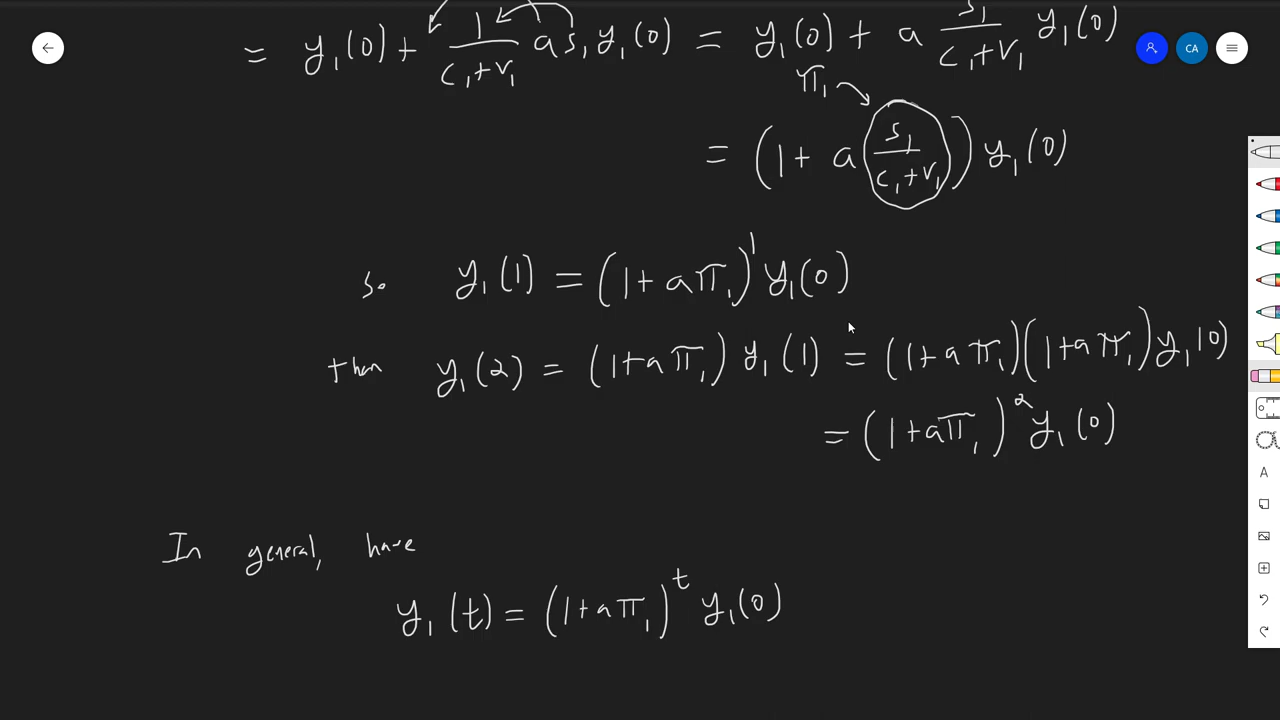 = y₁(0) + 1/(c₁+v₁) a s₁ y₁(0) = y₁(0) + a s₁/(c₁+v₁) y₁(0)
π₁
= (1 + a (s₁/(c₁+v₁))) y₁(0)
so y₁(1) = (1+aπ₁)¹ y₁(0)
then y₁(2) = (1+aπ₁) y₁(1) = (1+aπ₁)(1+aπ₁) y₁(0)
= (1+aπ₁)² y₁(0)
In general, have
y₁(t) = (1+aπ₁)ᵗ y₁(0)
CA
A